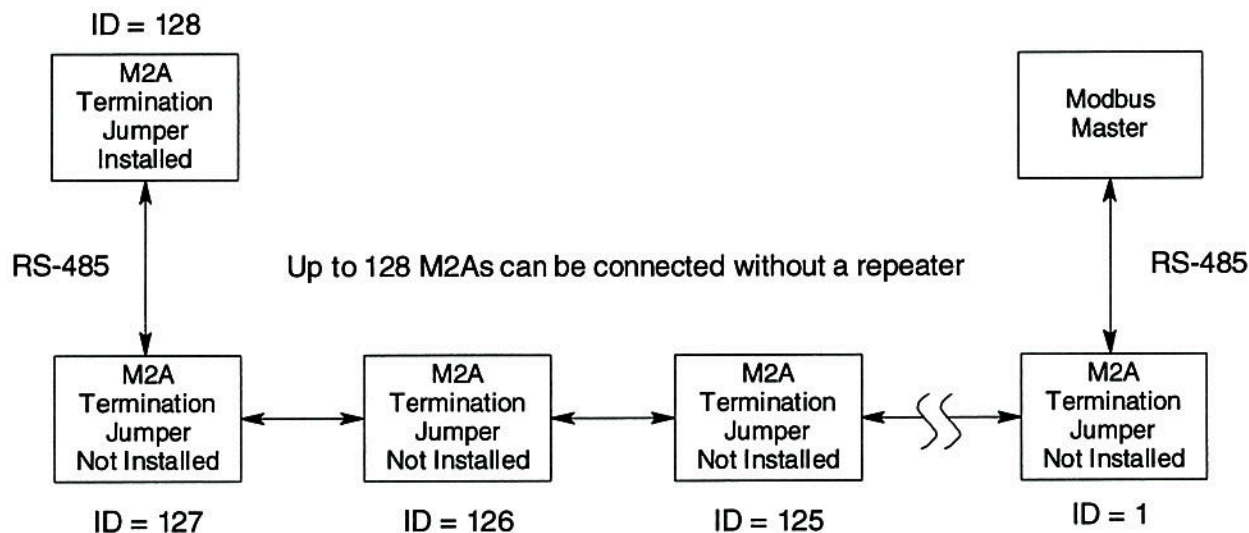 ID = 128
M2A
Termination
Jumper
Installed
Modbus
Master
RS-485
Up to 128 M2As can be connected without a repeater
RS-485
M2A
Termination
Jumper
Not Installed
M2A
Termination
Jumper
Not Installed
M2A
Termination
Jumper
Not Installed
M2A
Termination
Jumper
Not Installed
ID = 127
ID = 126
ID = 125
ID = 1